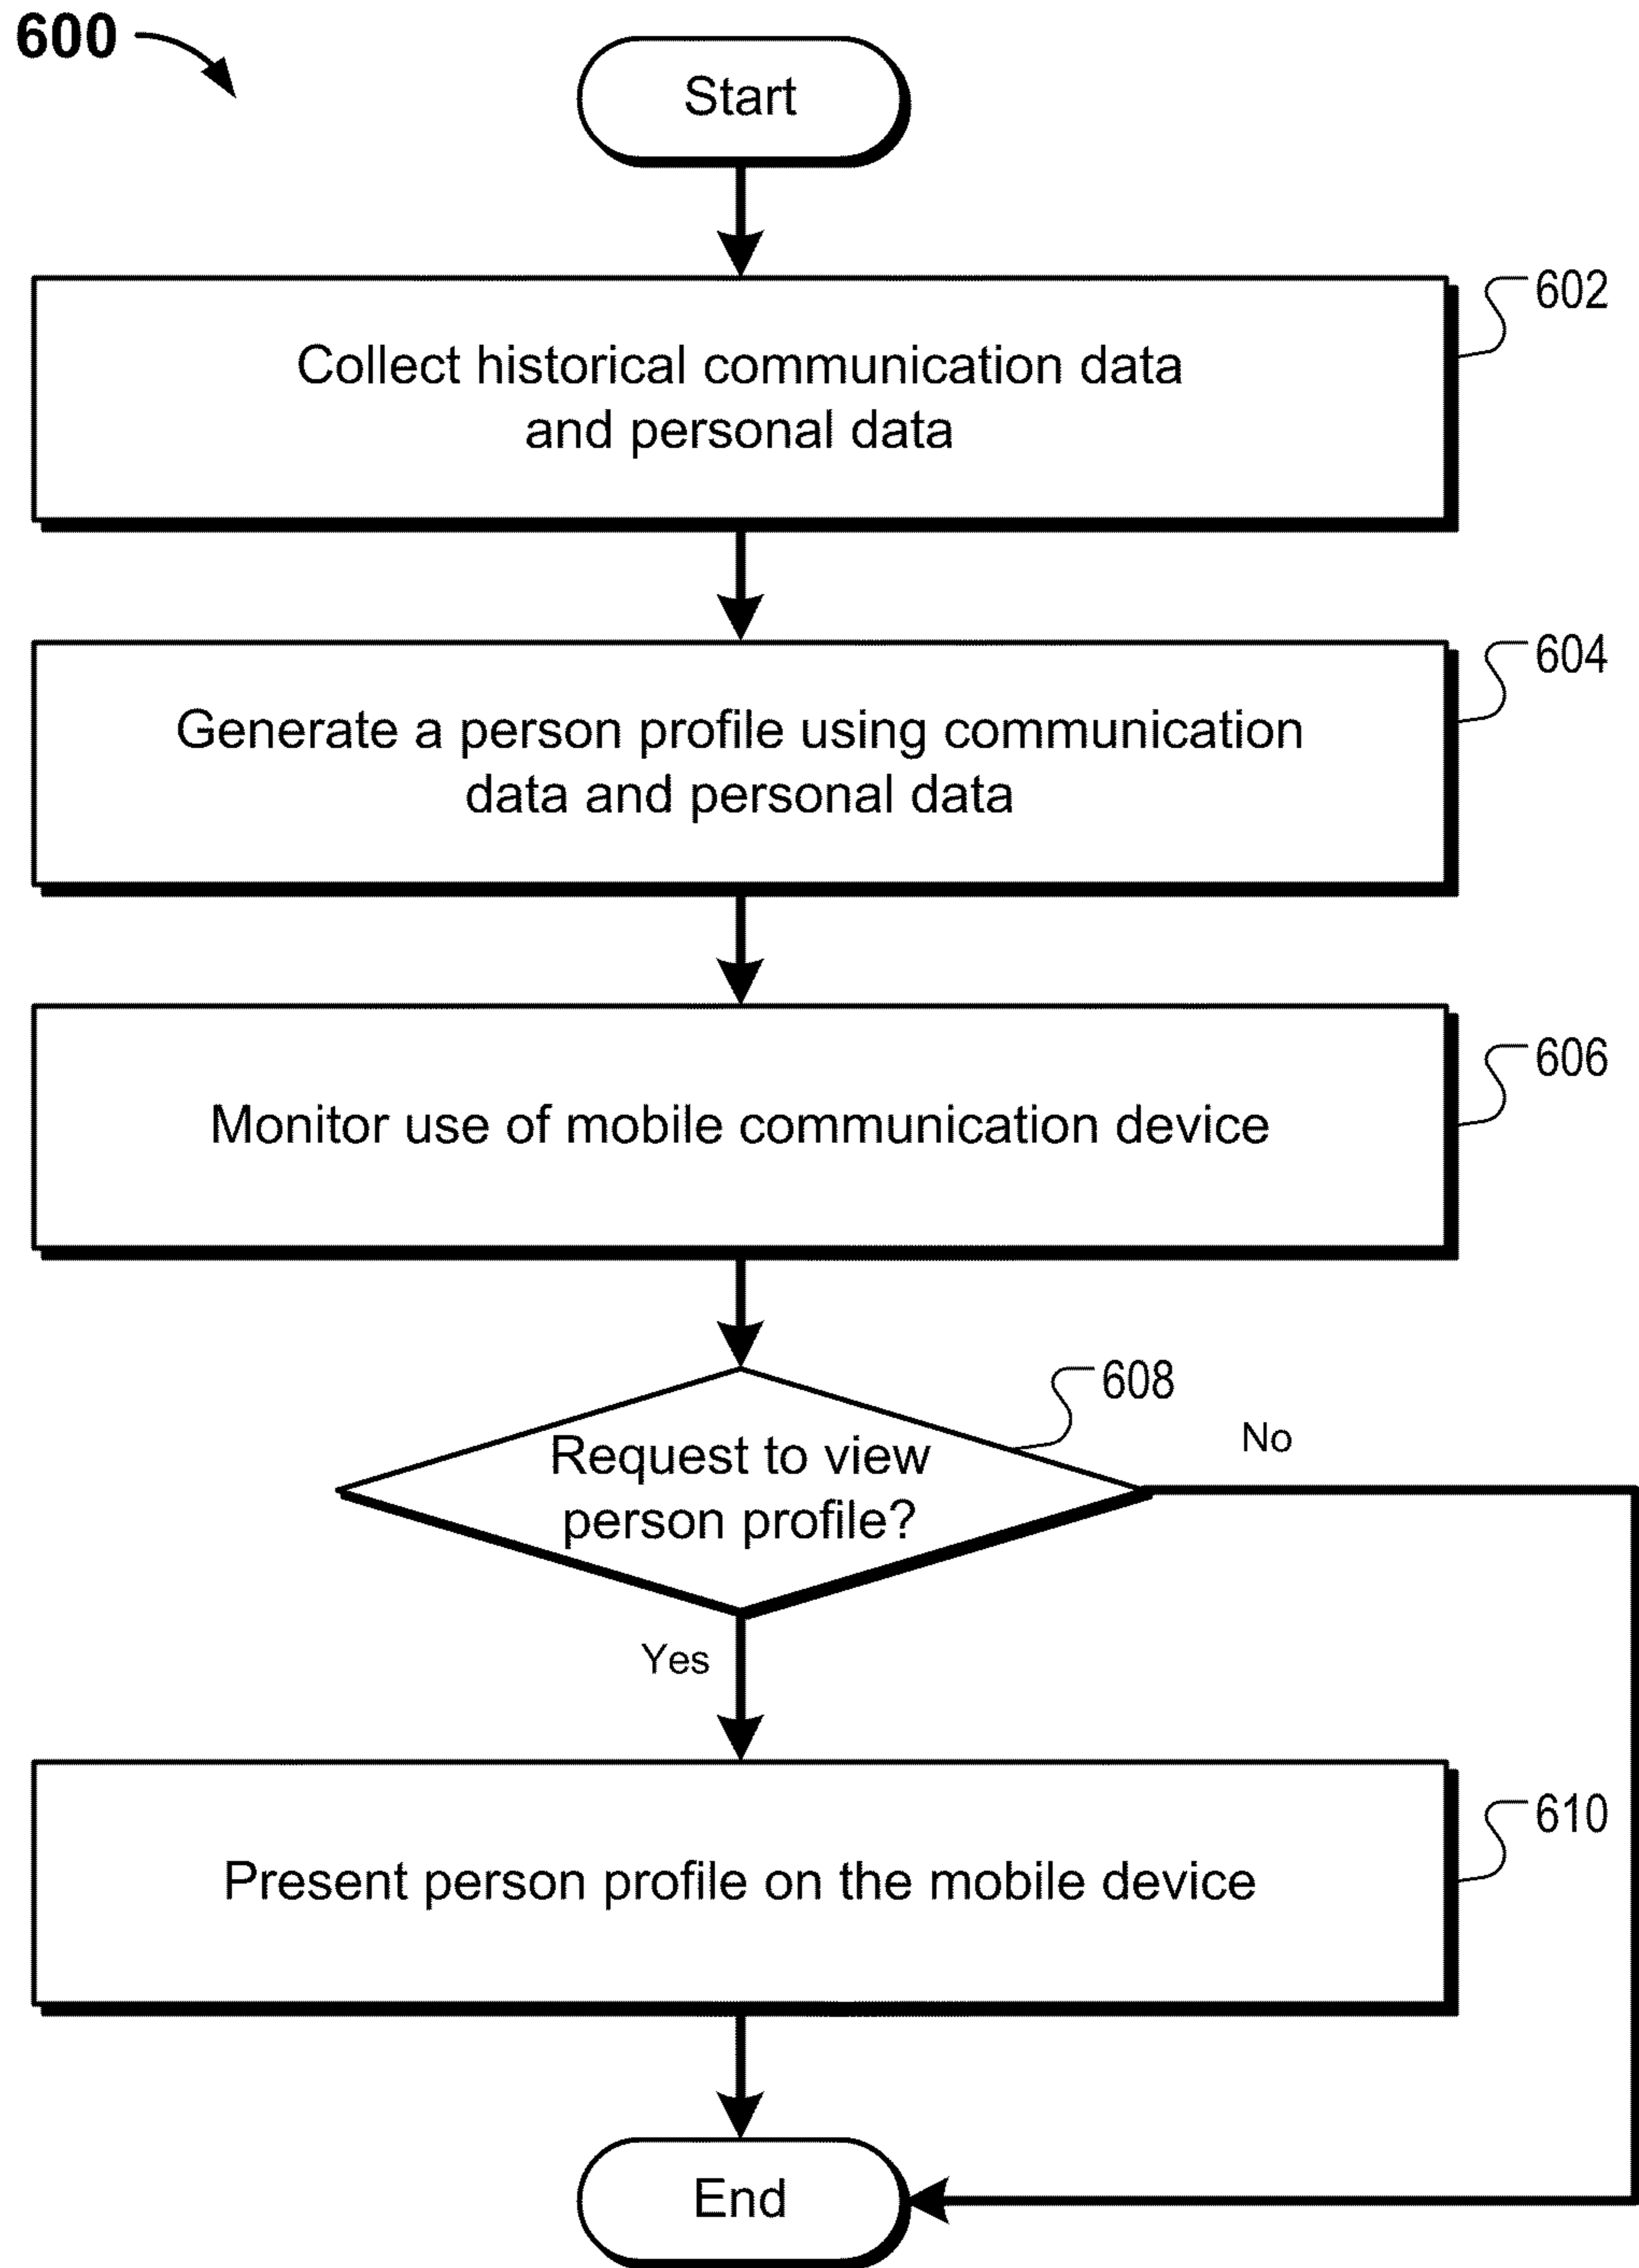 600
Start
602
Collect historical communication data
and personal data
604
Generate a person profile using communication
data and personal data
606
Monitor use of mobile communication device
608
No
Request to view
person profile?
Yes
610
Present person profile on the mobile device
End